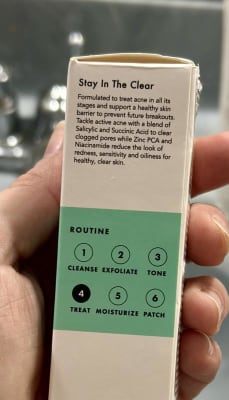 Stay In The Clear
Formulated to treat acne in all its
stages and support a healthy skin
barrier to prevent future breakouts.
Tackle active acne with a blend of
Salicylic and Succinic Acid to clear
clogged pores while Zinc PCA and
Niacinamide reduce the look of
redness, sensitivity and oiliness for
healthy, clear skin.
ROUTINE
1 2 3
CLEANSE EXFOLIATE TONE
4 5 6
TREAT MOISTURIZE PATCH